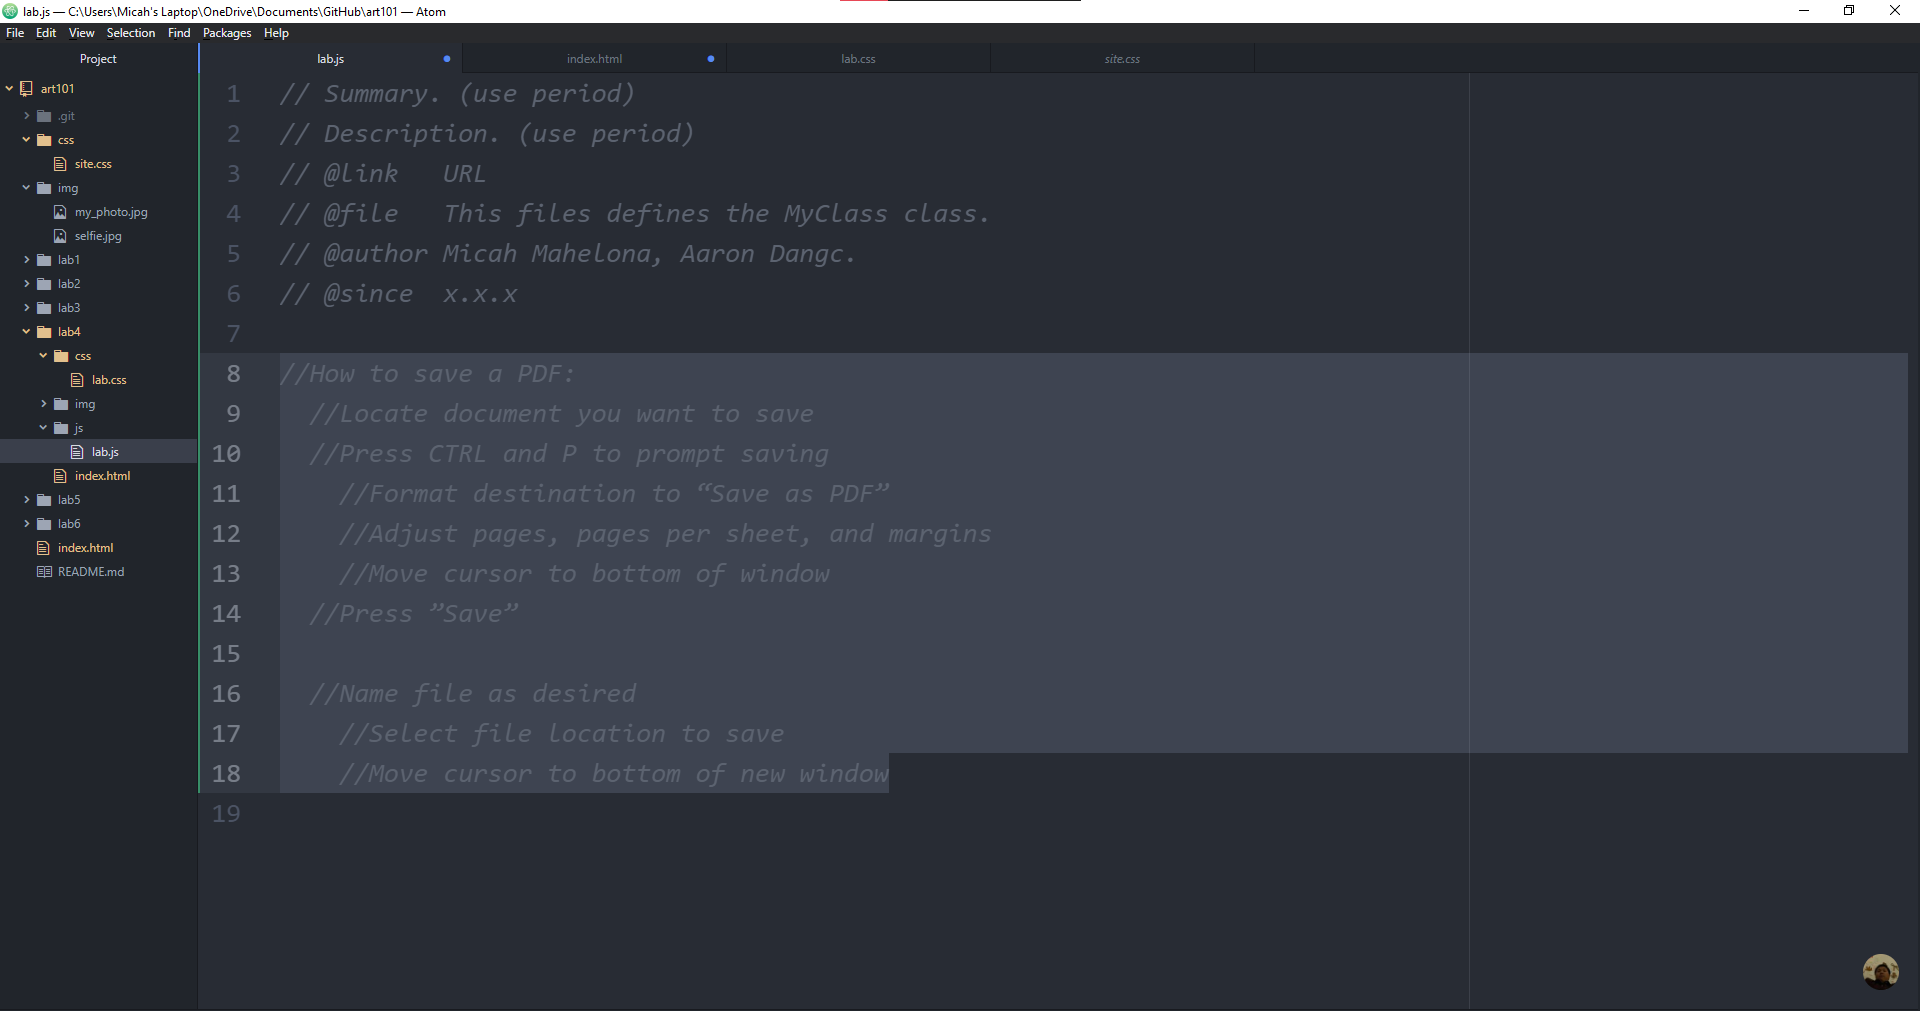 lab.js — C:\Users\Micah's Laptop\OneDrive\Documents\GitHub\art101 — Atom
File Edit View Selection Find Packages Help
Project
lab.js
index.html
lab.css
site.css
art101
.git
css
site.css
img
my_photo.jpg
selfie.jpg
lab1
lab2
lab3
lab4
css
lab.css
img
js
lab.js
index.html
lab5
lab6
index.html
README.md
1 // Summary. (use period)
2 // Description. (use period)
3 // @link   URL
4 // @file   This files defines the MyClass class.
5 // @author Micah Mahelona, Aaron Dangc.
6 // @since  x.x.x
7
8 //How to save a PDF:
9   //Locate document you want to save
10   //Press CTRL and P to prompt saving
11     //Format destination to “Save as PDF”
12     //Adjust pages, pages per sheet, and margins
13     //Move cursor to bottom of window
14   //Press ”Save”
15
16   //Name file as desired
17     //Select file location to save
18     //Move cursor to bottom of new window
19